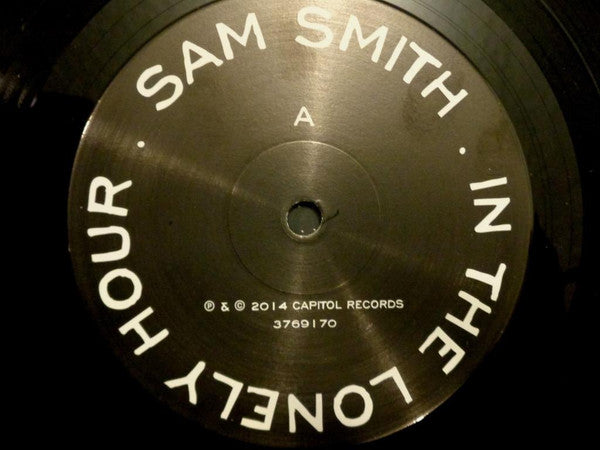 SAM SMITH · IN THE LONELY HOUR ·
A
℗ & © 2014 CAPITOL RECORDS
3769170